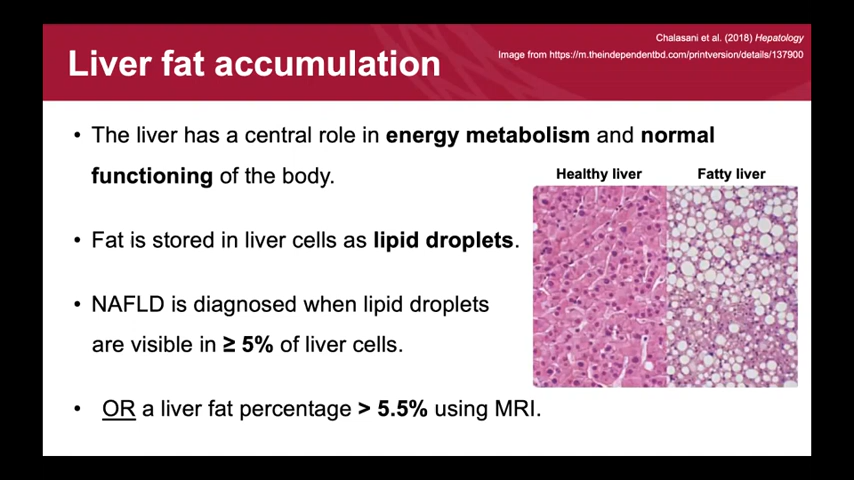 Chalasani et al. (2018) Hepatology
Image from https://m.theindependentbd.com/printversion/details/137900
Liver fat accumulation
• The liver has a central role in energy metabolism and normal
functioning of the body.
Healthy liver Fatty liver
• Fat is stored in liver cells as lipid droplets.
• NAFLD is diagnosed when lipid droplets
are visible in ≥ 5% of liver cells.
• OR a liver fat percentage > 5.5% using MRI.